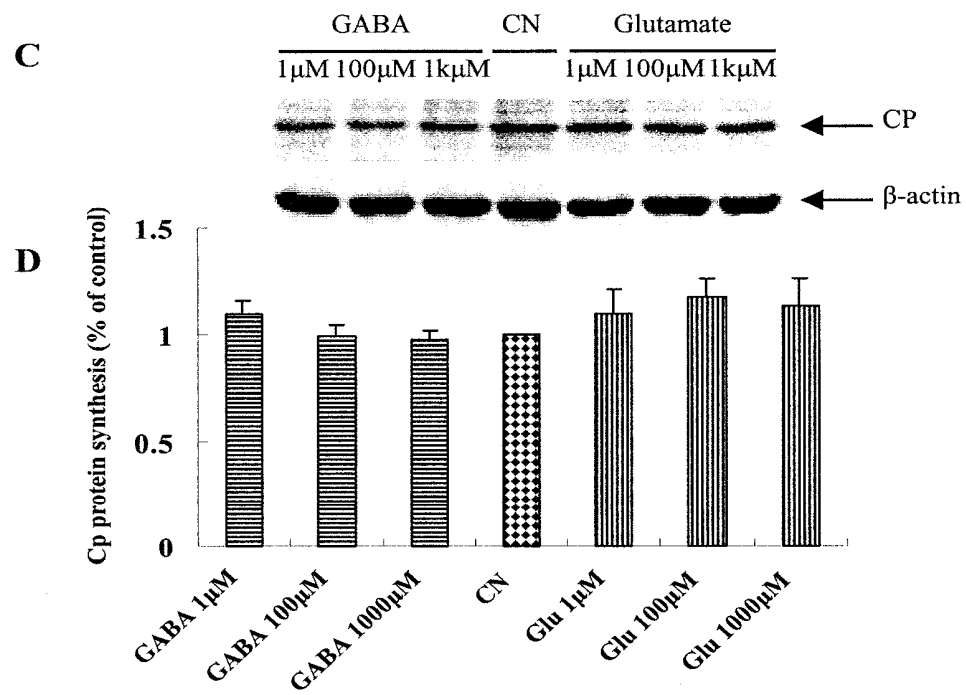 C
GABA CN Glutamate
1µM 100µM 1kµM 1µM 100µM 1kµM
CP
β-actin
D
1.5
1
0.5
0
Cp protein synthesis (% of control)
GABA 1µM
GABA 100µM
GABA 1000µM
CN
Glu 1µM
Glu 100µM
Glu 1000µM